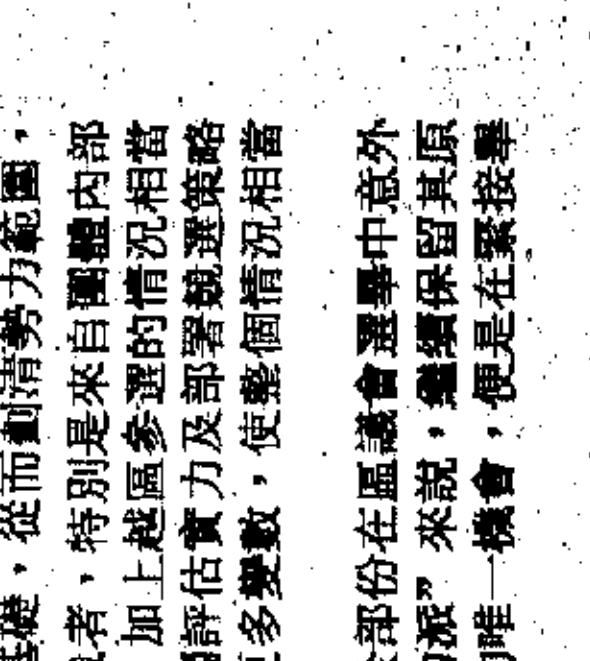 礎，從而劃清勢力範圍，
者，特別是來自團體內部
加上越區參選的情況相當
評估實力及部署競選策略
多變數，使整個情況相當
部份在區議會選舉中意外
派”來說，繼續保留其原
唯一機會，便是在緊接舉